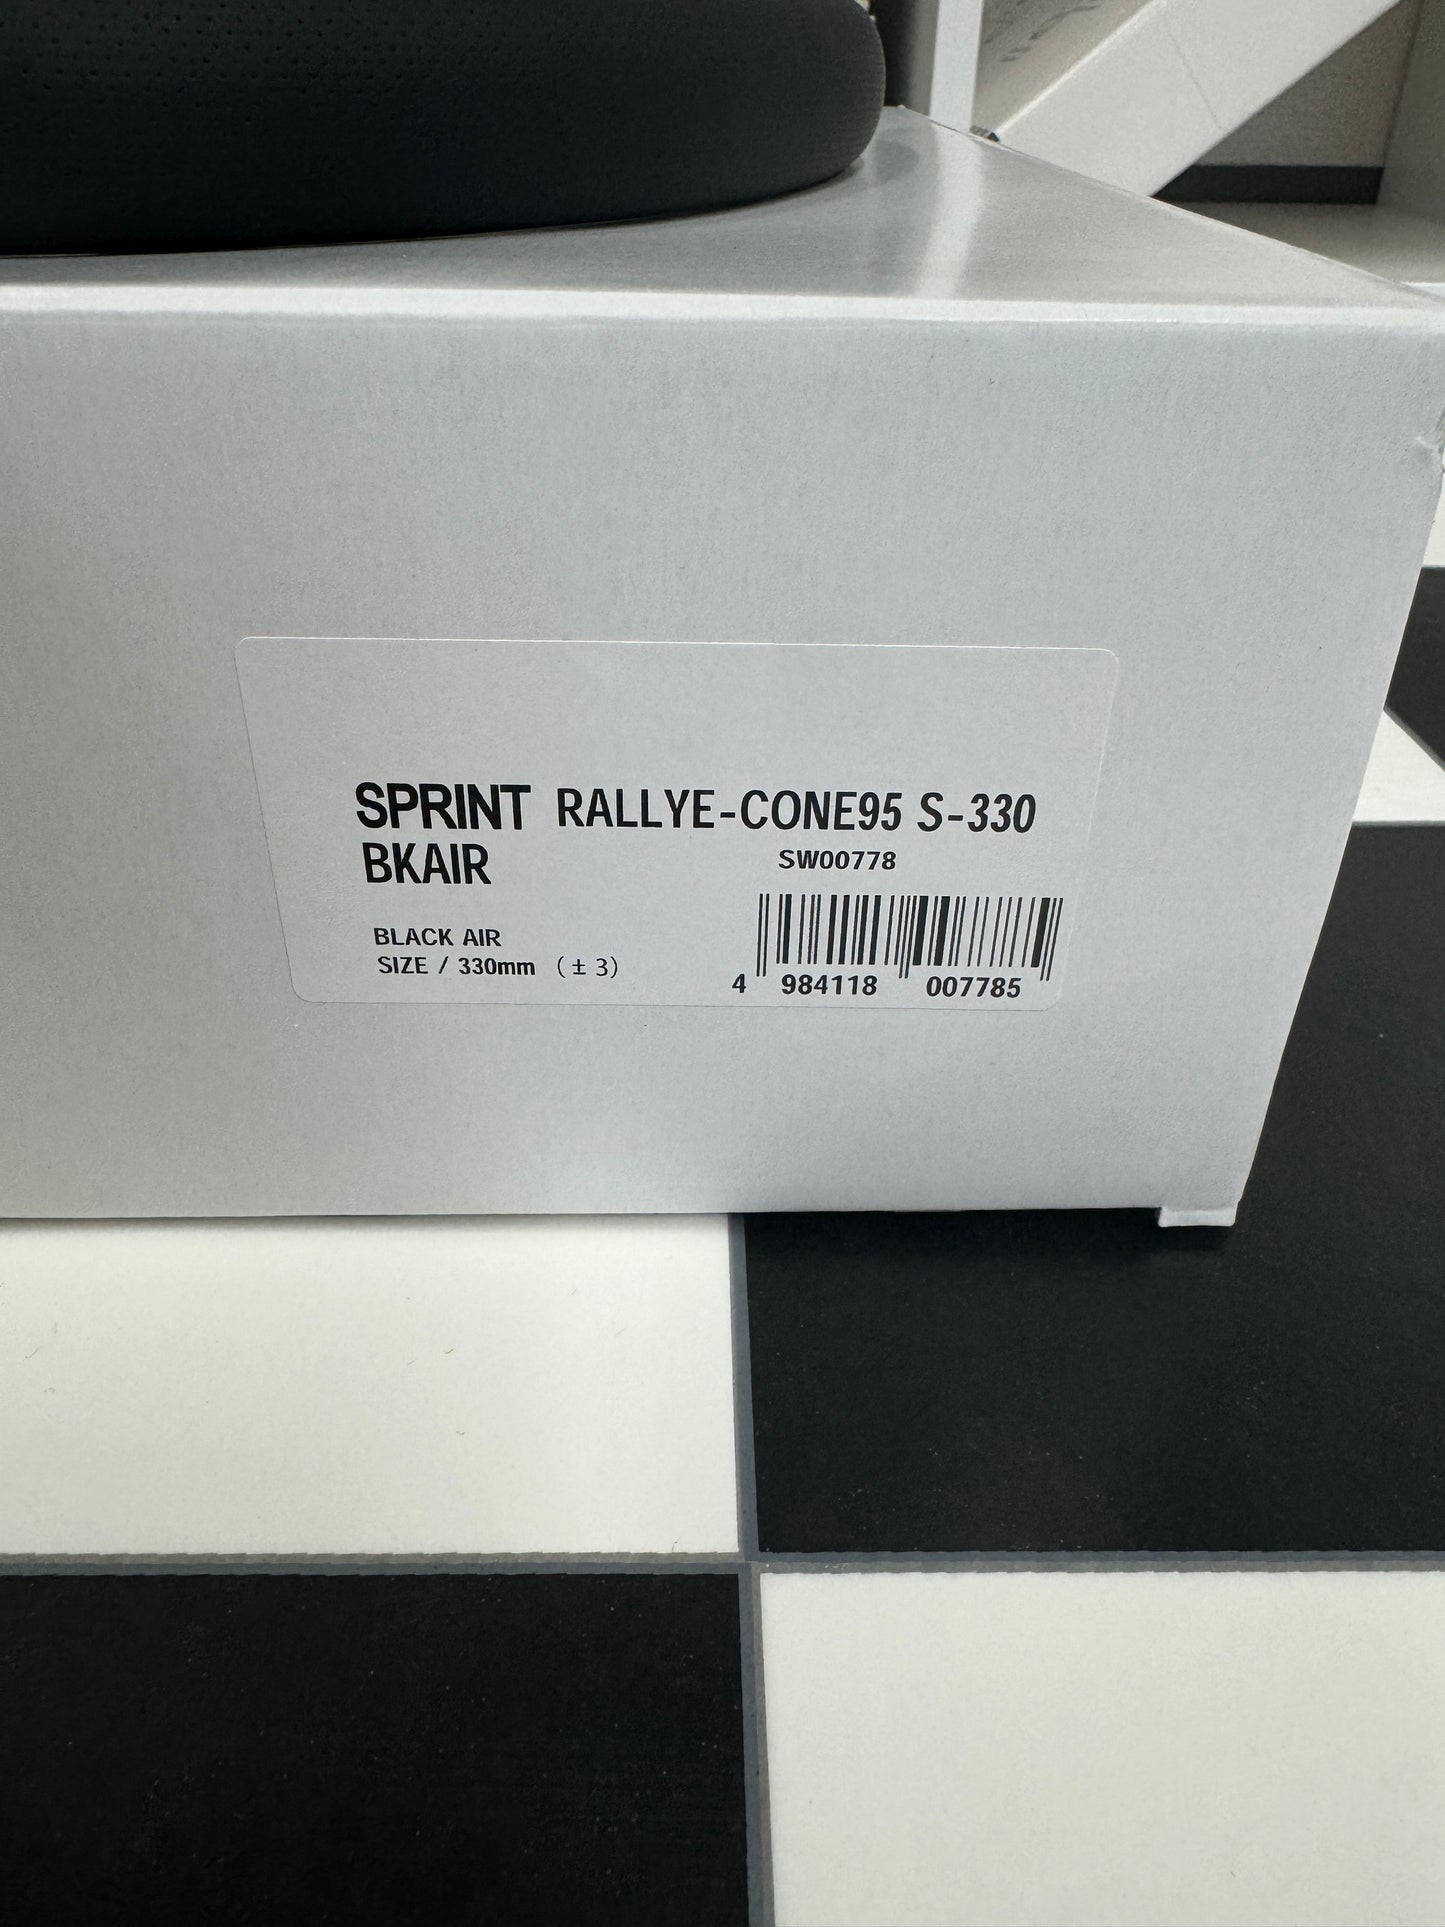 SPRINT RALLYE-CONE95 S-330
BKAIR
SW00778
BLACK AIR
SIZE / 330mm (± 3)
4 984118 007785